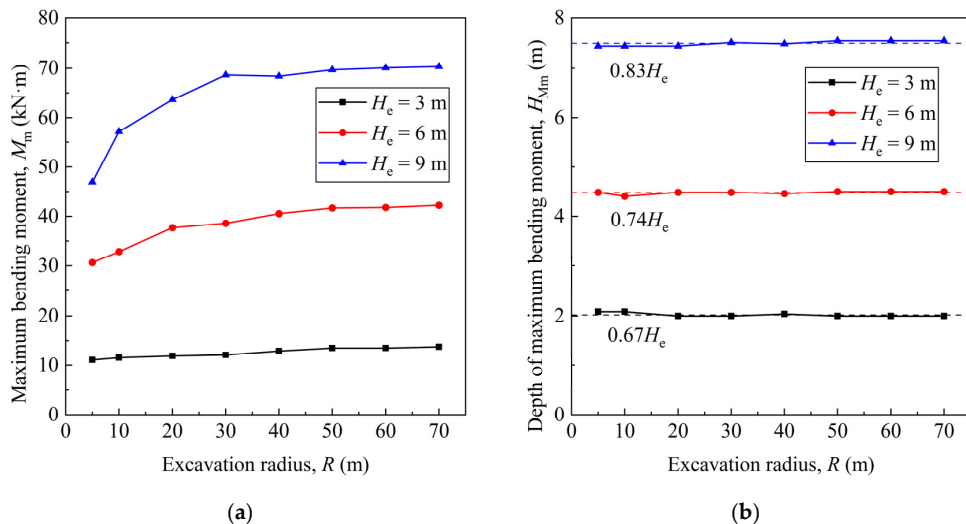 (a)
Maximum bending moment, Mm (kN·m)
80
70
60
50
40
30
20
10
0
He = 3 m
He = 6 m
He = 9 m
0 10 20 30 40 50 60 70
Excavation radius, R (m)
(a)
(b)
Depth of maximum bending moment, HMm (m)
8
6
4
2
0
0.83He
He = 3 m
He = 6 m
He = 9 m
0.74He
0.67He
0 10 20 30 40 50 60 70
Excavation radius, R (m)
(b)